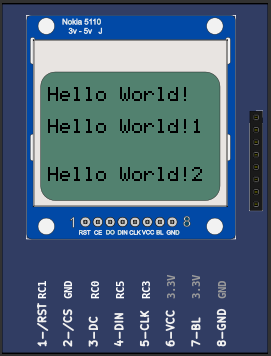 Nokia 5110
3v - 5v J
Hello World!
Hello World!1
Hello World!2
1 8
RST CE DO DIN CLK VCC BL GND
1-/RST RC1
2-/CS GND
3-DC RC0
4-DIN RC5
5-CLK RC3
6-VCC 3.3V
7-BL 3.3V
8-GND GND